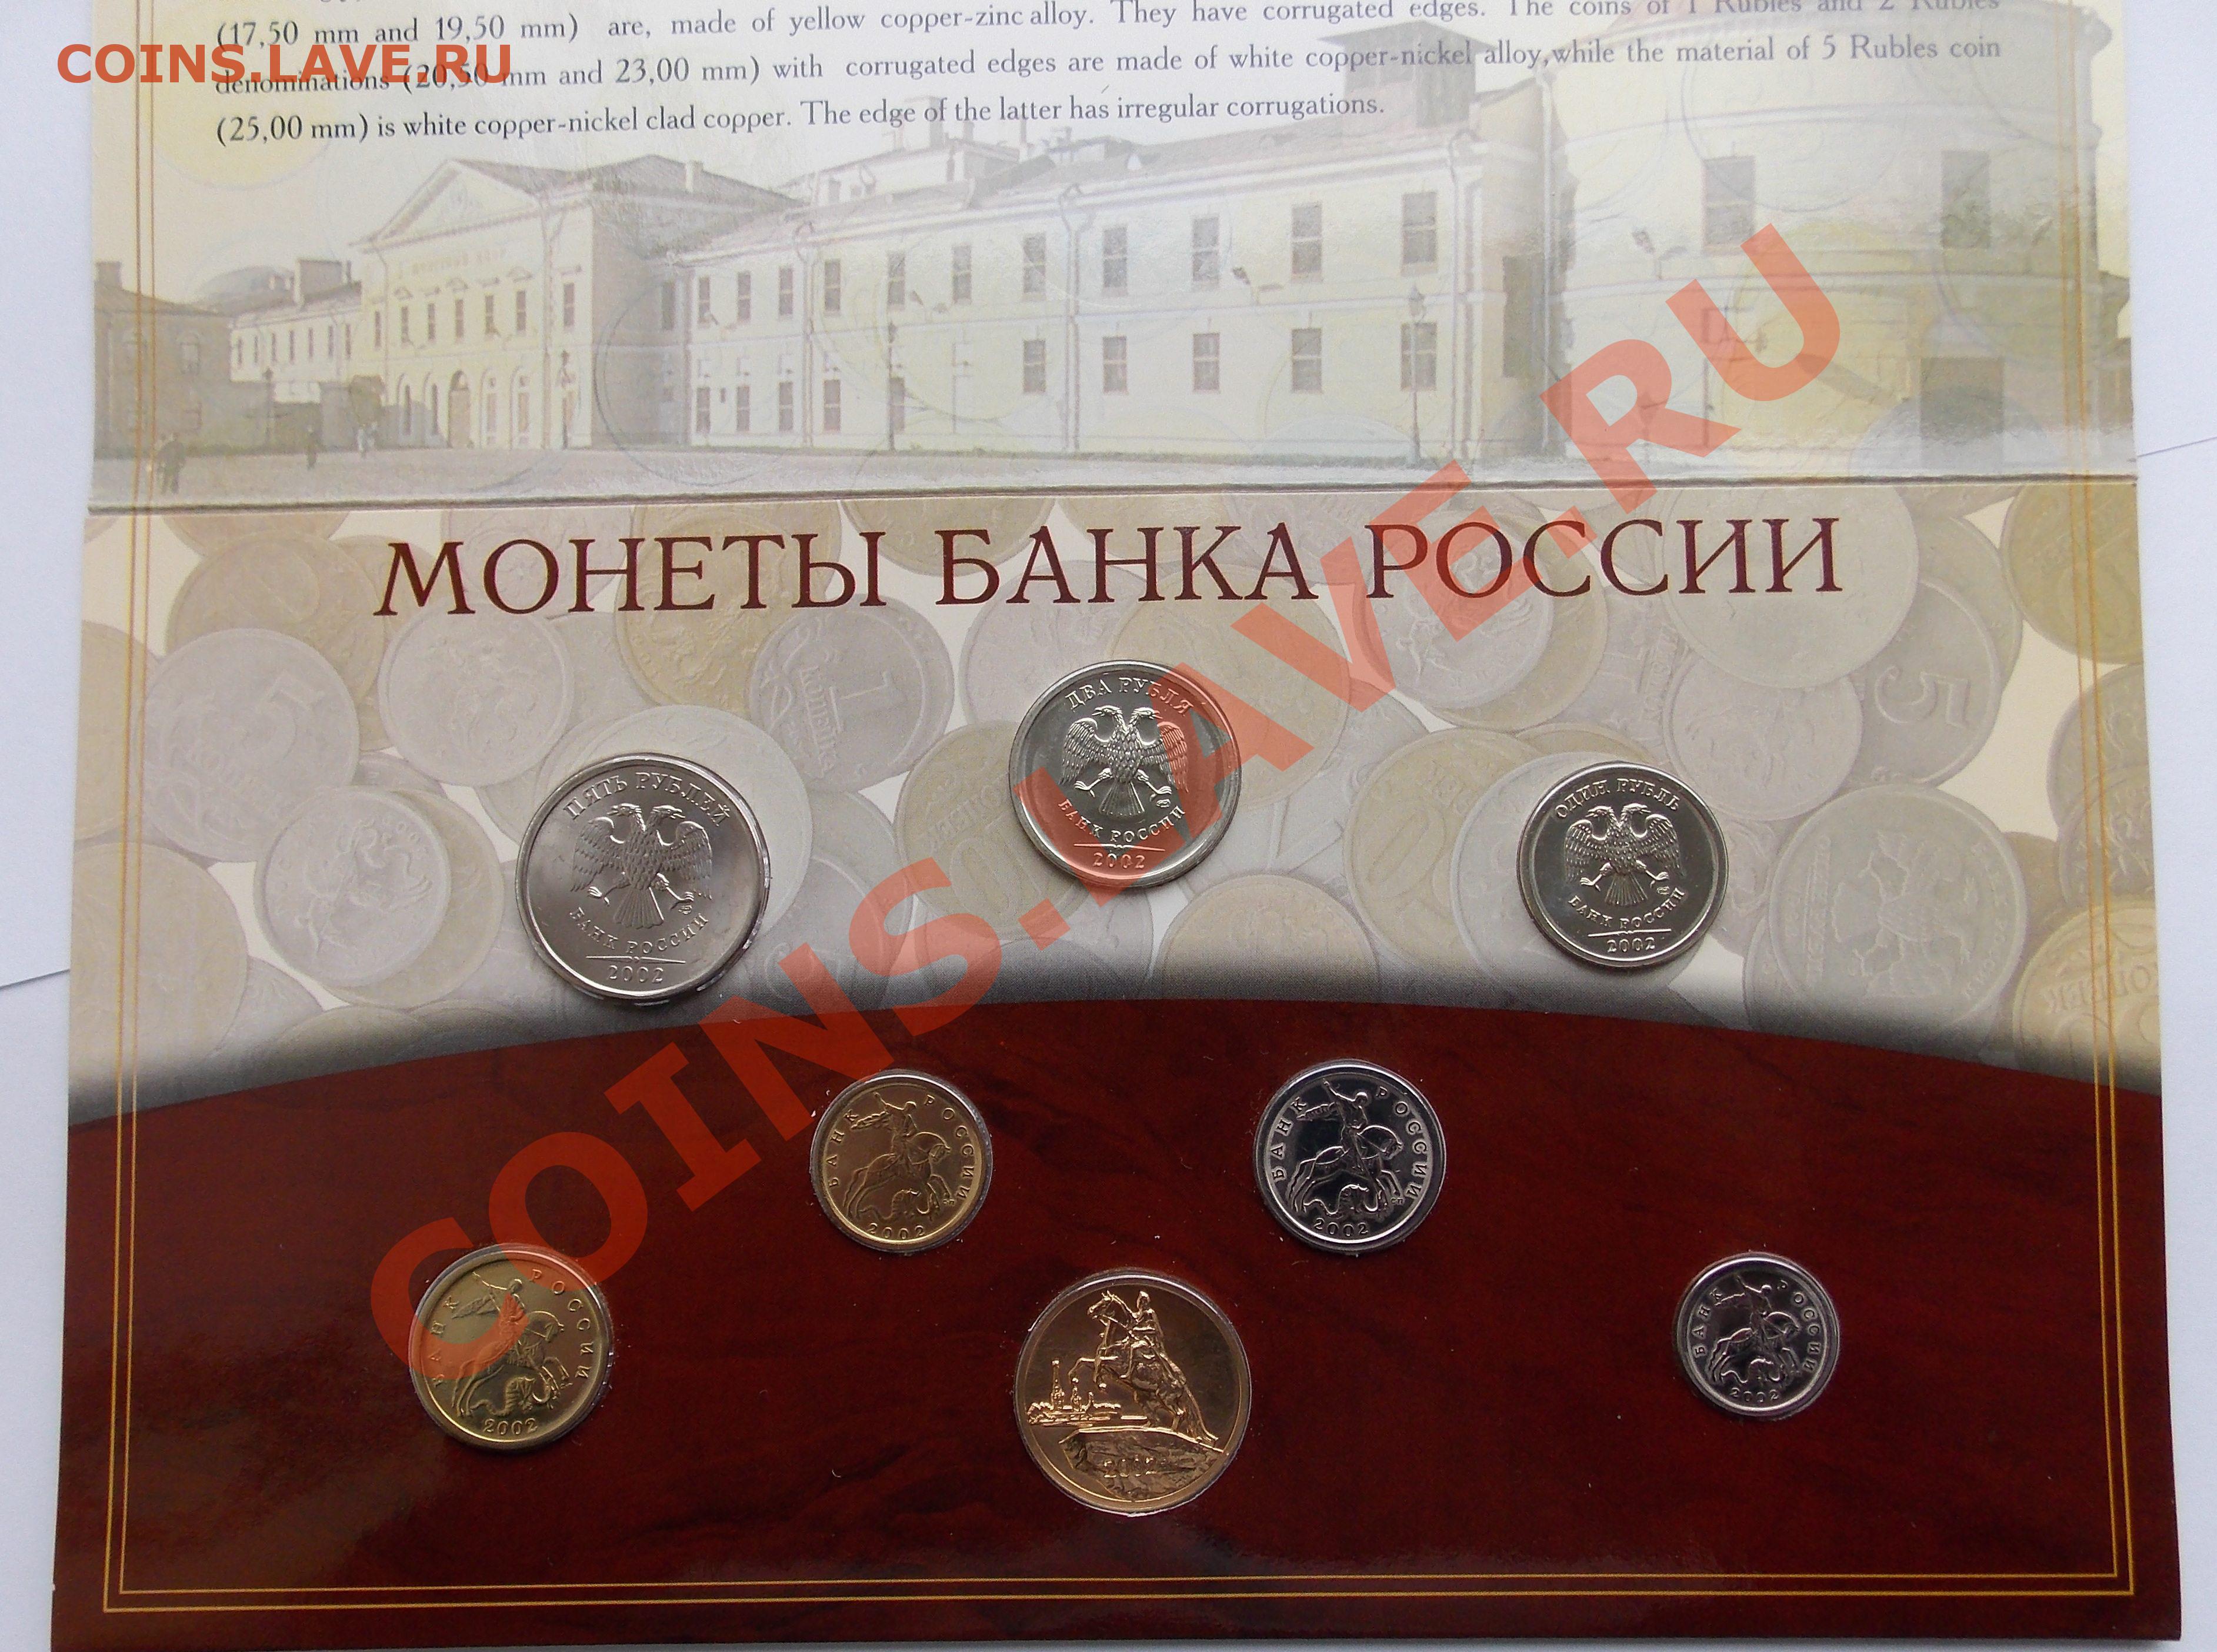 (17,50 mm and 19,50 mm) are, made of yellow copper-zinc alloy. They have corrugated edges. The coins of 1 Rubles and 2 Rubles
COINS.LAVE.RU
denominations (20,50 mm and 23,00 mm) with corrugated edges are made of white copper-nickel alloy,while the material of 5 Rubles coin
(25,00 mm) is white copper-nickel clad copper. The edge of the latter has irregular corrugations.
МОНЕТЫ БАНКА РОССИИ
ДВА РУБЛЯ
БАНК РОССИИ
2002
ПЯТЬ РУБЛЕЙ
БАНК РОССИИ
2002
ОДИН РУБЛЬ
БАНК РОССИИ
2002
COINS.LAVE.RU
БАНК РОССИИ
2002
БАНК РОССИИ
2002
БАНК РОССИИ
2002
2002
БАНК РОССИИ
2002